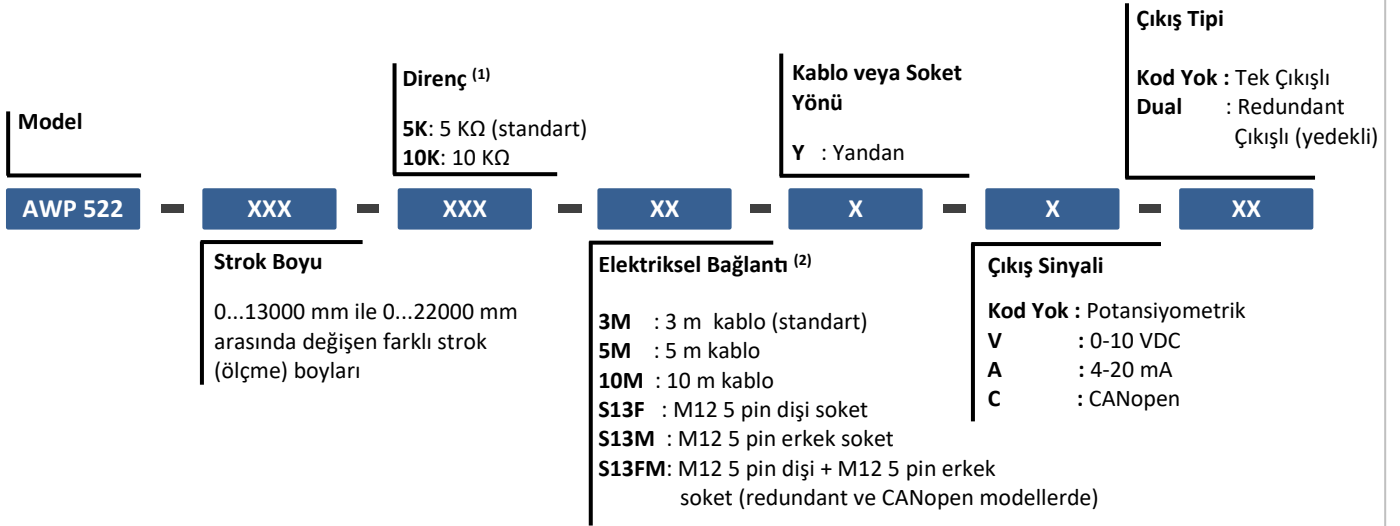 Model
Direnç (1)
5K: 5 KΩ (standart)
10K: 10 KΩ
Kablo veya Soket
Yönü
Y : Yandan
Çıkış Tipi
Kod Yok : Tek Çıkışlı
Dual : Redundant
Çıkışlı (yedekli)
AWP 522 - XXX - XXX - XX - X - X - XX
Strok Boyu
0...13000 mm ile 0...22000 mm
arasında değişen farklı strok
(ölçme) boyları
Elektriksel Bağlantı (2)
3M : 3 m kablo (standart)
5M : 5 m kablo
10M : 10 m kablo
S13F : M12 5 pin dişi soket
S13M : M12 5 pin erkek soket
S13FM: M12 5 pin dişi + M12 5 pin erkek
soket (redundant ve CANopen modellerde)
Çıkış Sinyali
Kod Yok : Potansiyometrik
V : 0-10 VDC
A : 4-20 mA
C : CANopen